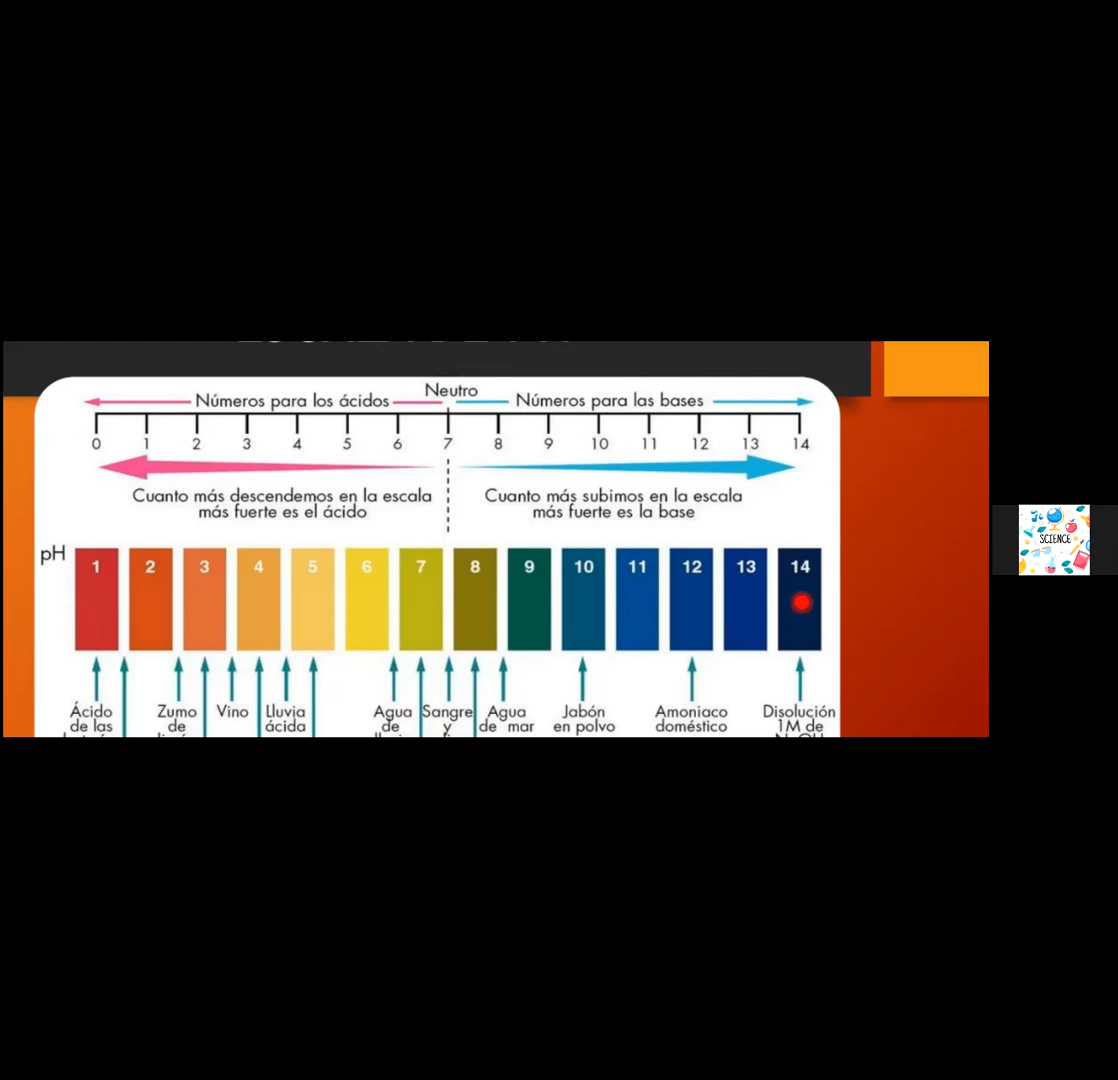 Neutro
Números para los ácidos
Números para las bases
0 1 2 3 4 5 6 7 8 9 10 11 12 13 14
Cuanto más descendemos en la escala
más fuerte es el ácido
Cuanto más subimos en la escala
más fuerte es la base
pH
1 2 3 4 5 6 7 8 9 10 11 12 13 14
Ácido
de las
Zumo
de
Vino
Lluvia
ácida
Agua
de
Sangre
y
Agua
de mar
Jabón
en polvo
Amoniaco
doméstico
Disolución
1M de
SCIENCE